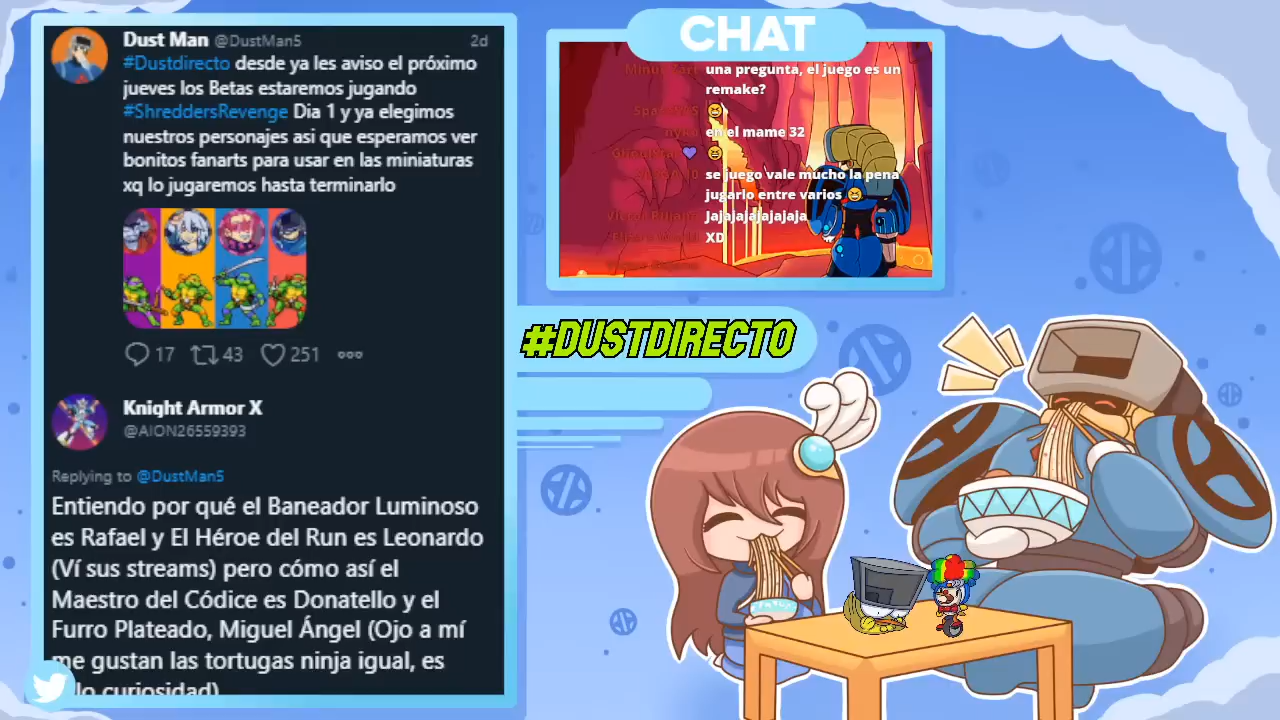 Dust Man @DustMan5 2d
#Dustdirecto desde ya les aviso el próximo
jueves los Betas estaremos jugando
#ShreddersRevenge Dia 1 y ya elegimos
nuestros personajes asi que esperamos ver
bonitos fanarts para usar en las miniaturas
xq lo jugaremos hasta terminarlo
17 43 251
Knight Armor X
@AION26559393
Replying to @DustMan5
Entiendo por qué el Baneador Luminoso
es Rafael y El Héroe del Run es Leonardo
(Ví sus streams) pero cómo así el
Maestro del Códice es Donatello y el
Furro Plateado, Miguel Ángel (Ojo a mí
me gustan las tortugas ninja igual, es
lo curiosidad)
CHAT
una pregunta, el juego es un
remake?
en el mame 32
se juego vale mucho la pena
jugarlo entre varios
Jajajajajajajaja
XD
#DUSTDIRECTO